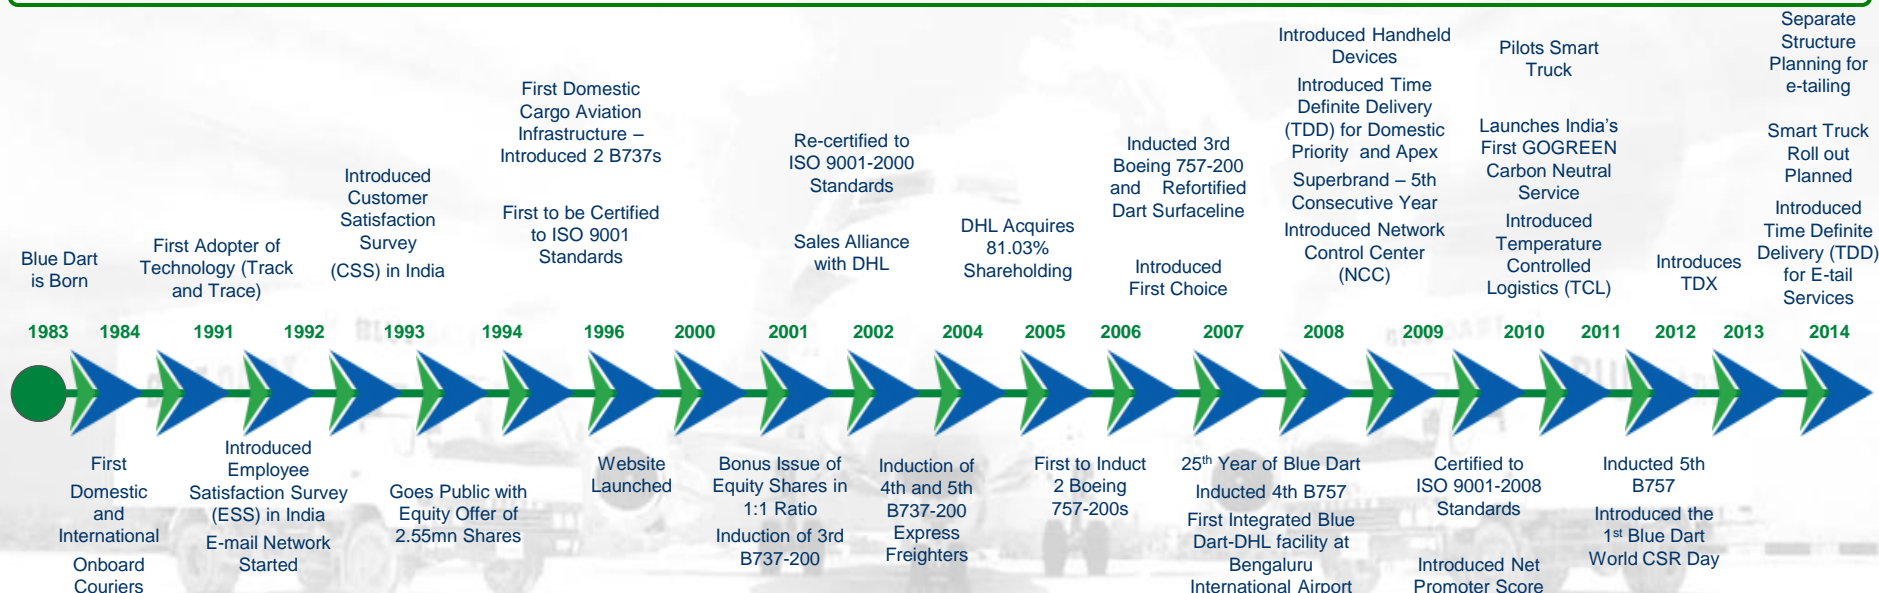 Blue Dart
is Born
First Adopter of
Technology (Track
and Trace)
Introduced
Customer
Satisfaction
Survey
(CSS) in India
First Domestic
Cargo Aviation
Infrastructure –
Introduced 2 B737s
First to be Certified
to ISO 9001
Standards
Re-certified to
ISO 9001-2000
Standards
Sales Alliance
with DHL
DHL Acquires
81.03%
Shareholding
Inducted 3rd
Boeing 757-200
and Refortified
Dart Surfaceline
Introduced
First Choice
Introduced Handheld
Devices
Introduced Time
Definite Delivery
(TDD) for Domestic
Priority and Apex
Superbrand – 5th
Consecutive Year
Introduced Network
Control Center
(NCC)
Pilots Smart
Truck
Launches India's
First GOGREEN
Carbon Neutral
Service
Introduced
Temperature
Controlled
Logistics (TCL)
Introduces
TDX
Separate
Structure
Planning for
e-tailing
Smart Truck
Roll out
Planned
Introduced
Time Definite
Delivery (TDD)
for E-tail
Services
1983 1984 1991 1992 1993 1994 1996 2000 2001 2002 2004 2005 2006 2007 2008 2009 2010 2011 2012 2013 2014
First
Domestic
and
International
Onboard
Couriers
Introduced
Employee
Satisfaction Survey
(ESS) in India
E-mail Network
Started
Goes Public with
Equity Offer of
2.55mn Shares
Website
Launched
Bonus Issue of
Equity Shares in
1:1 Ratio
Induction of 3rd
B737-200
Induction of
4th and 5th
B737-200
Express
Freighters
First to Induct
2 Boeing
757-200s
25th Year of Blue Dart
Inducted 4th B757
First Integrated Blue
Dart-DHL facility at
Bengaluru
International Airport
Certified to
ISO 9001-2008
Standards
Introduced Net
Promoter Score
Inducted 5th
B757
Introduced the
1st Blue Dart
World CSR Day